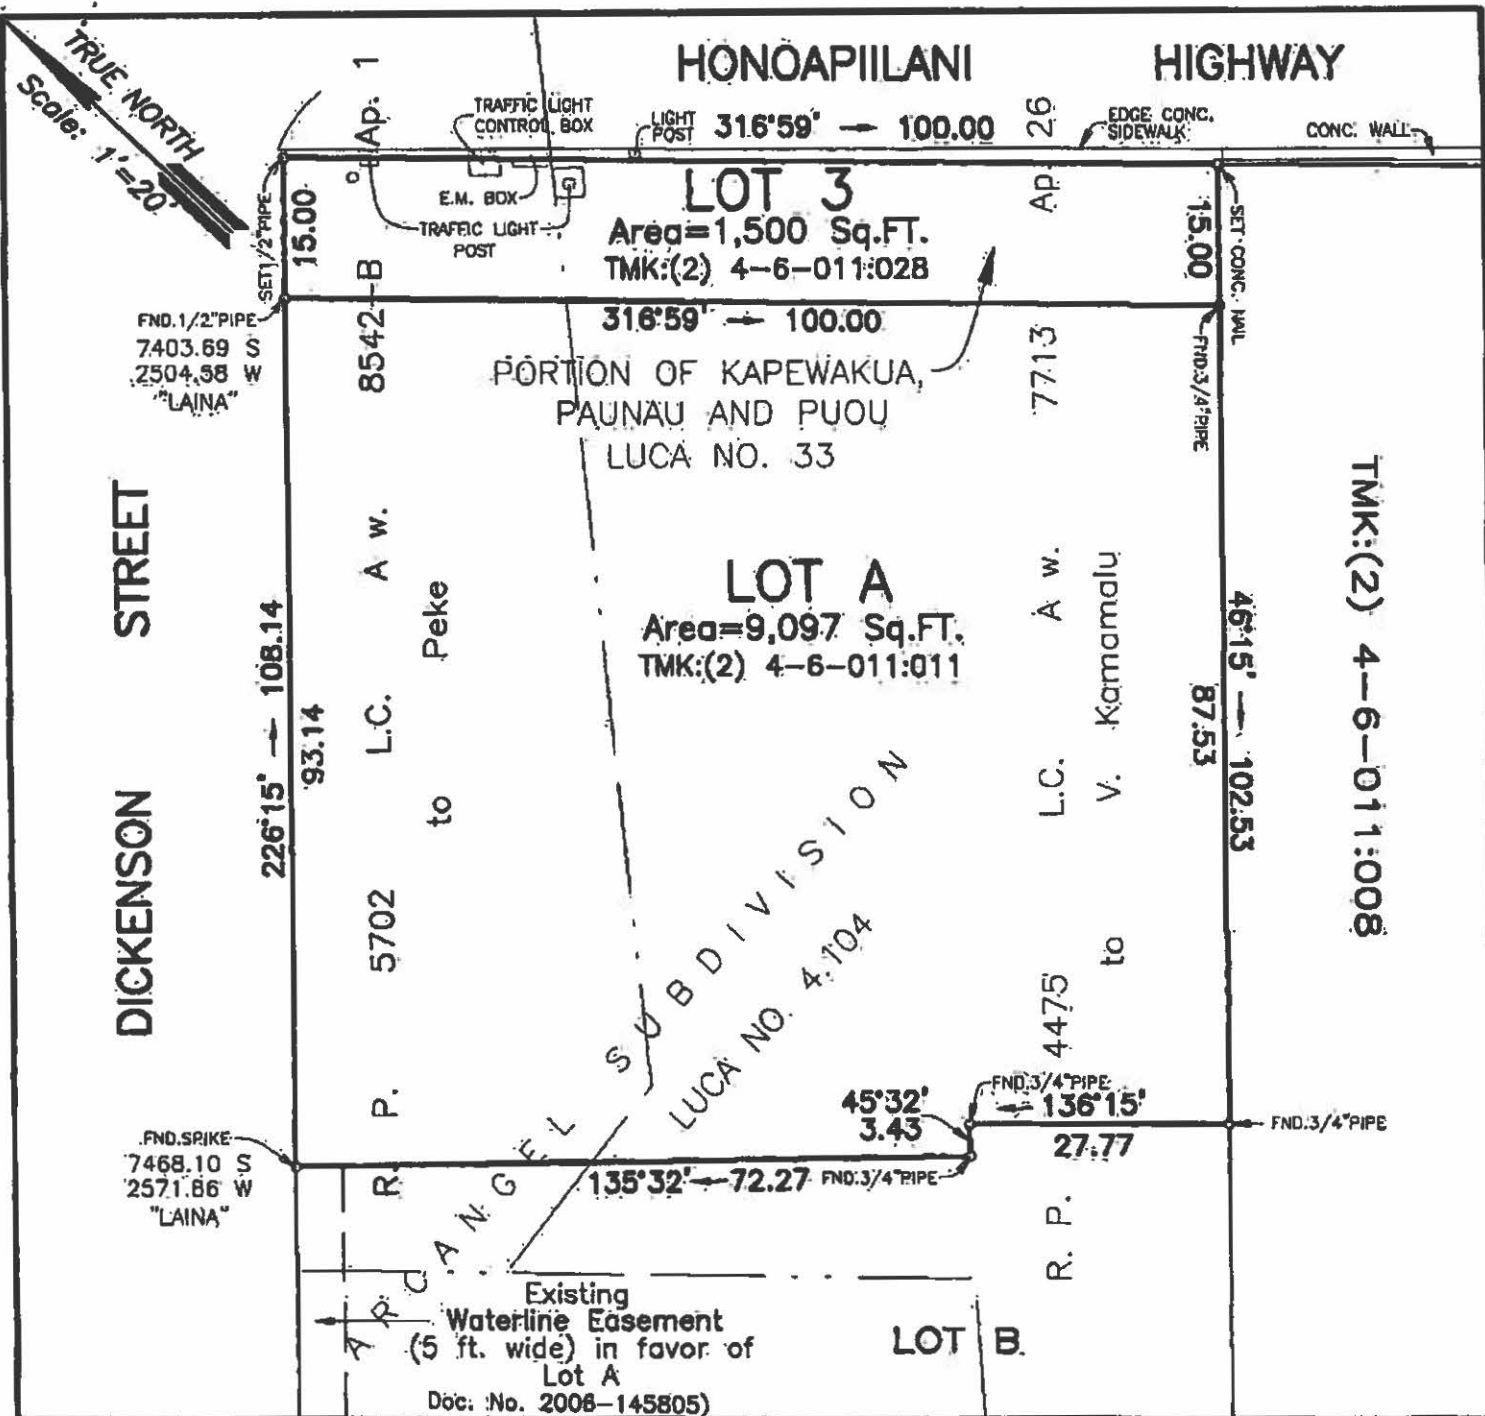 TRUE NORTH
Scale: 1"=20'
HONOAPIILANI HIGHWAY
Ap. 1
TRAFFIC LIGHT
CONTROL BOX
LIGHT
POST
316°59' 100.00
Ap. 26
EDGE CONC.
SIDEWALK
CONC. WALL
SET 1/2"PIPE
15.00
E.M. BOX
TRAFFIC LIGHT
POST
LOT 3
Area=1,500 Sq.FT.
TMK:(2) 4-6-011:028
15.00
SET CONC. NAIL
FND.1/2"PIPE
7403.69 S
2504.58 W
"LAINA"
316°59' 100.00
FND.3/4"PIPE
PORTION OF KAPEWAKUA,
PAUNAU AND PUOU
LUCA NO. 33
DICKENSON STREET
226°15' 108.14
93.14
R. P. 5702 L.C. Aw. 8542-B
to Peke
LOT A
Area=9,097 Sq.FT.
TMK:(2) 4-6-011:011
R. P. 4475 L.C. Aw. 7713
to V. Kamamalu
46°15' 102.53
87.53
TMK:(2) 4-6-011:008
ARCANGEL SUBDIVISION
LUCA NO. 4.104
FND.SPIKE
7468.10 S
2571.86 W
"LAINA"
45°32'
3.43
FND.3/4"PIPE
136°15'
27.77
FND.3/4"PIPE
135°32' 72.27
FND.3/4"PIPE
Existing
Waterline Easement
(5 ft. wide) in favor of
Lot A
Doc. No. 2006-145805)
LOT B